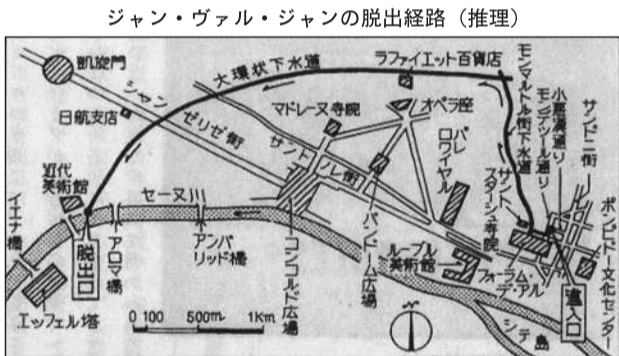 ジャン・ヴァル・ジャンの脱出経路（推理）
凱旋門
シャンゼリゼ街
大環状下水道
ラファイエット百貨店
モンマルトル街下水道
モンデツール通り
小悪漢通り
サンドニ街
日航支店
マドレーヌ寺院
オペラ座
パレロワイヤル
サントノレ街
近代美術館
セーヌ川
イエナ橋
脱出口
アロマ橋
アンバリッド橋
コンコルド広場
バンドーム広場
ルーブル美術館
サントスタージュ寺院
フォーラム・デ・アル
進入口
ポンピドー文化センター
エッフェル塔
シテ島
0 100 500m 1Km